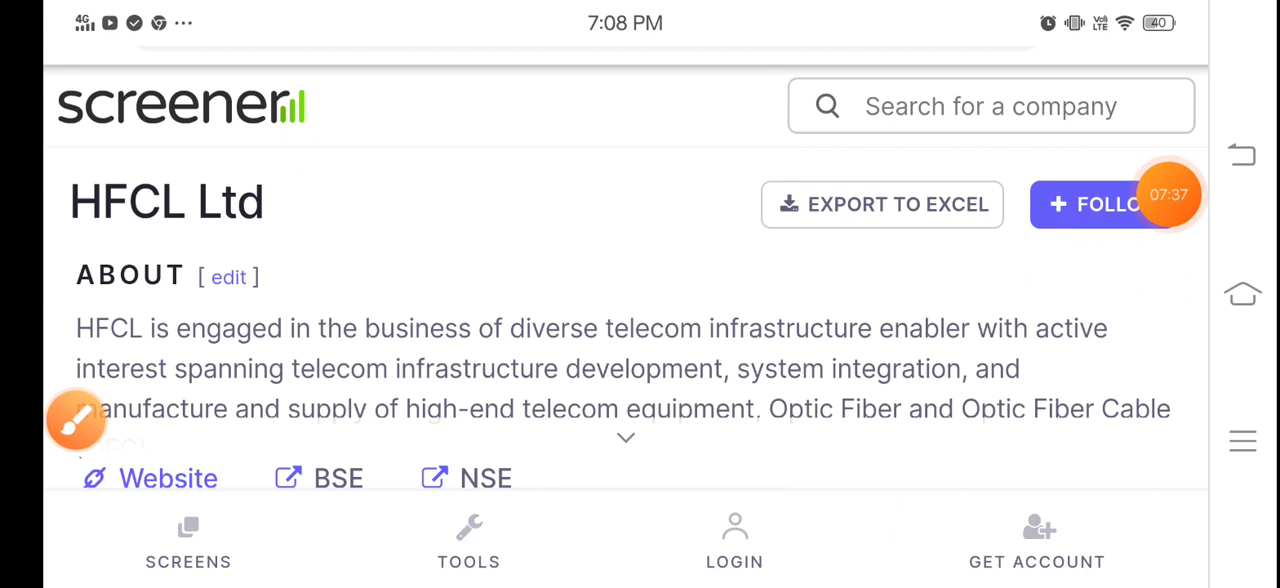 4G 7:08 PM VoI LTE 40
screener Search for a company
HFCL Ltd EXPORT TO EXCEL + FOLLO 07:37
ABOUT [ edit ]
HFCL is engaged in the business of diverse telecom infrastructure enabler with active
interest spanning telecom infrastructure development, system integration, and
manufacture and supply of high-end telecom equipment. Optic Fiber and Optic Fiber Cable
Website BSE NSE
SCREENS TOOLS LOGIN GET ACCOUNT